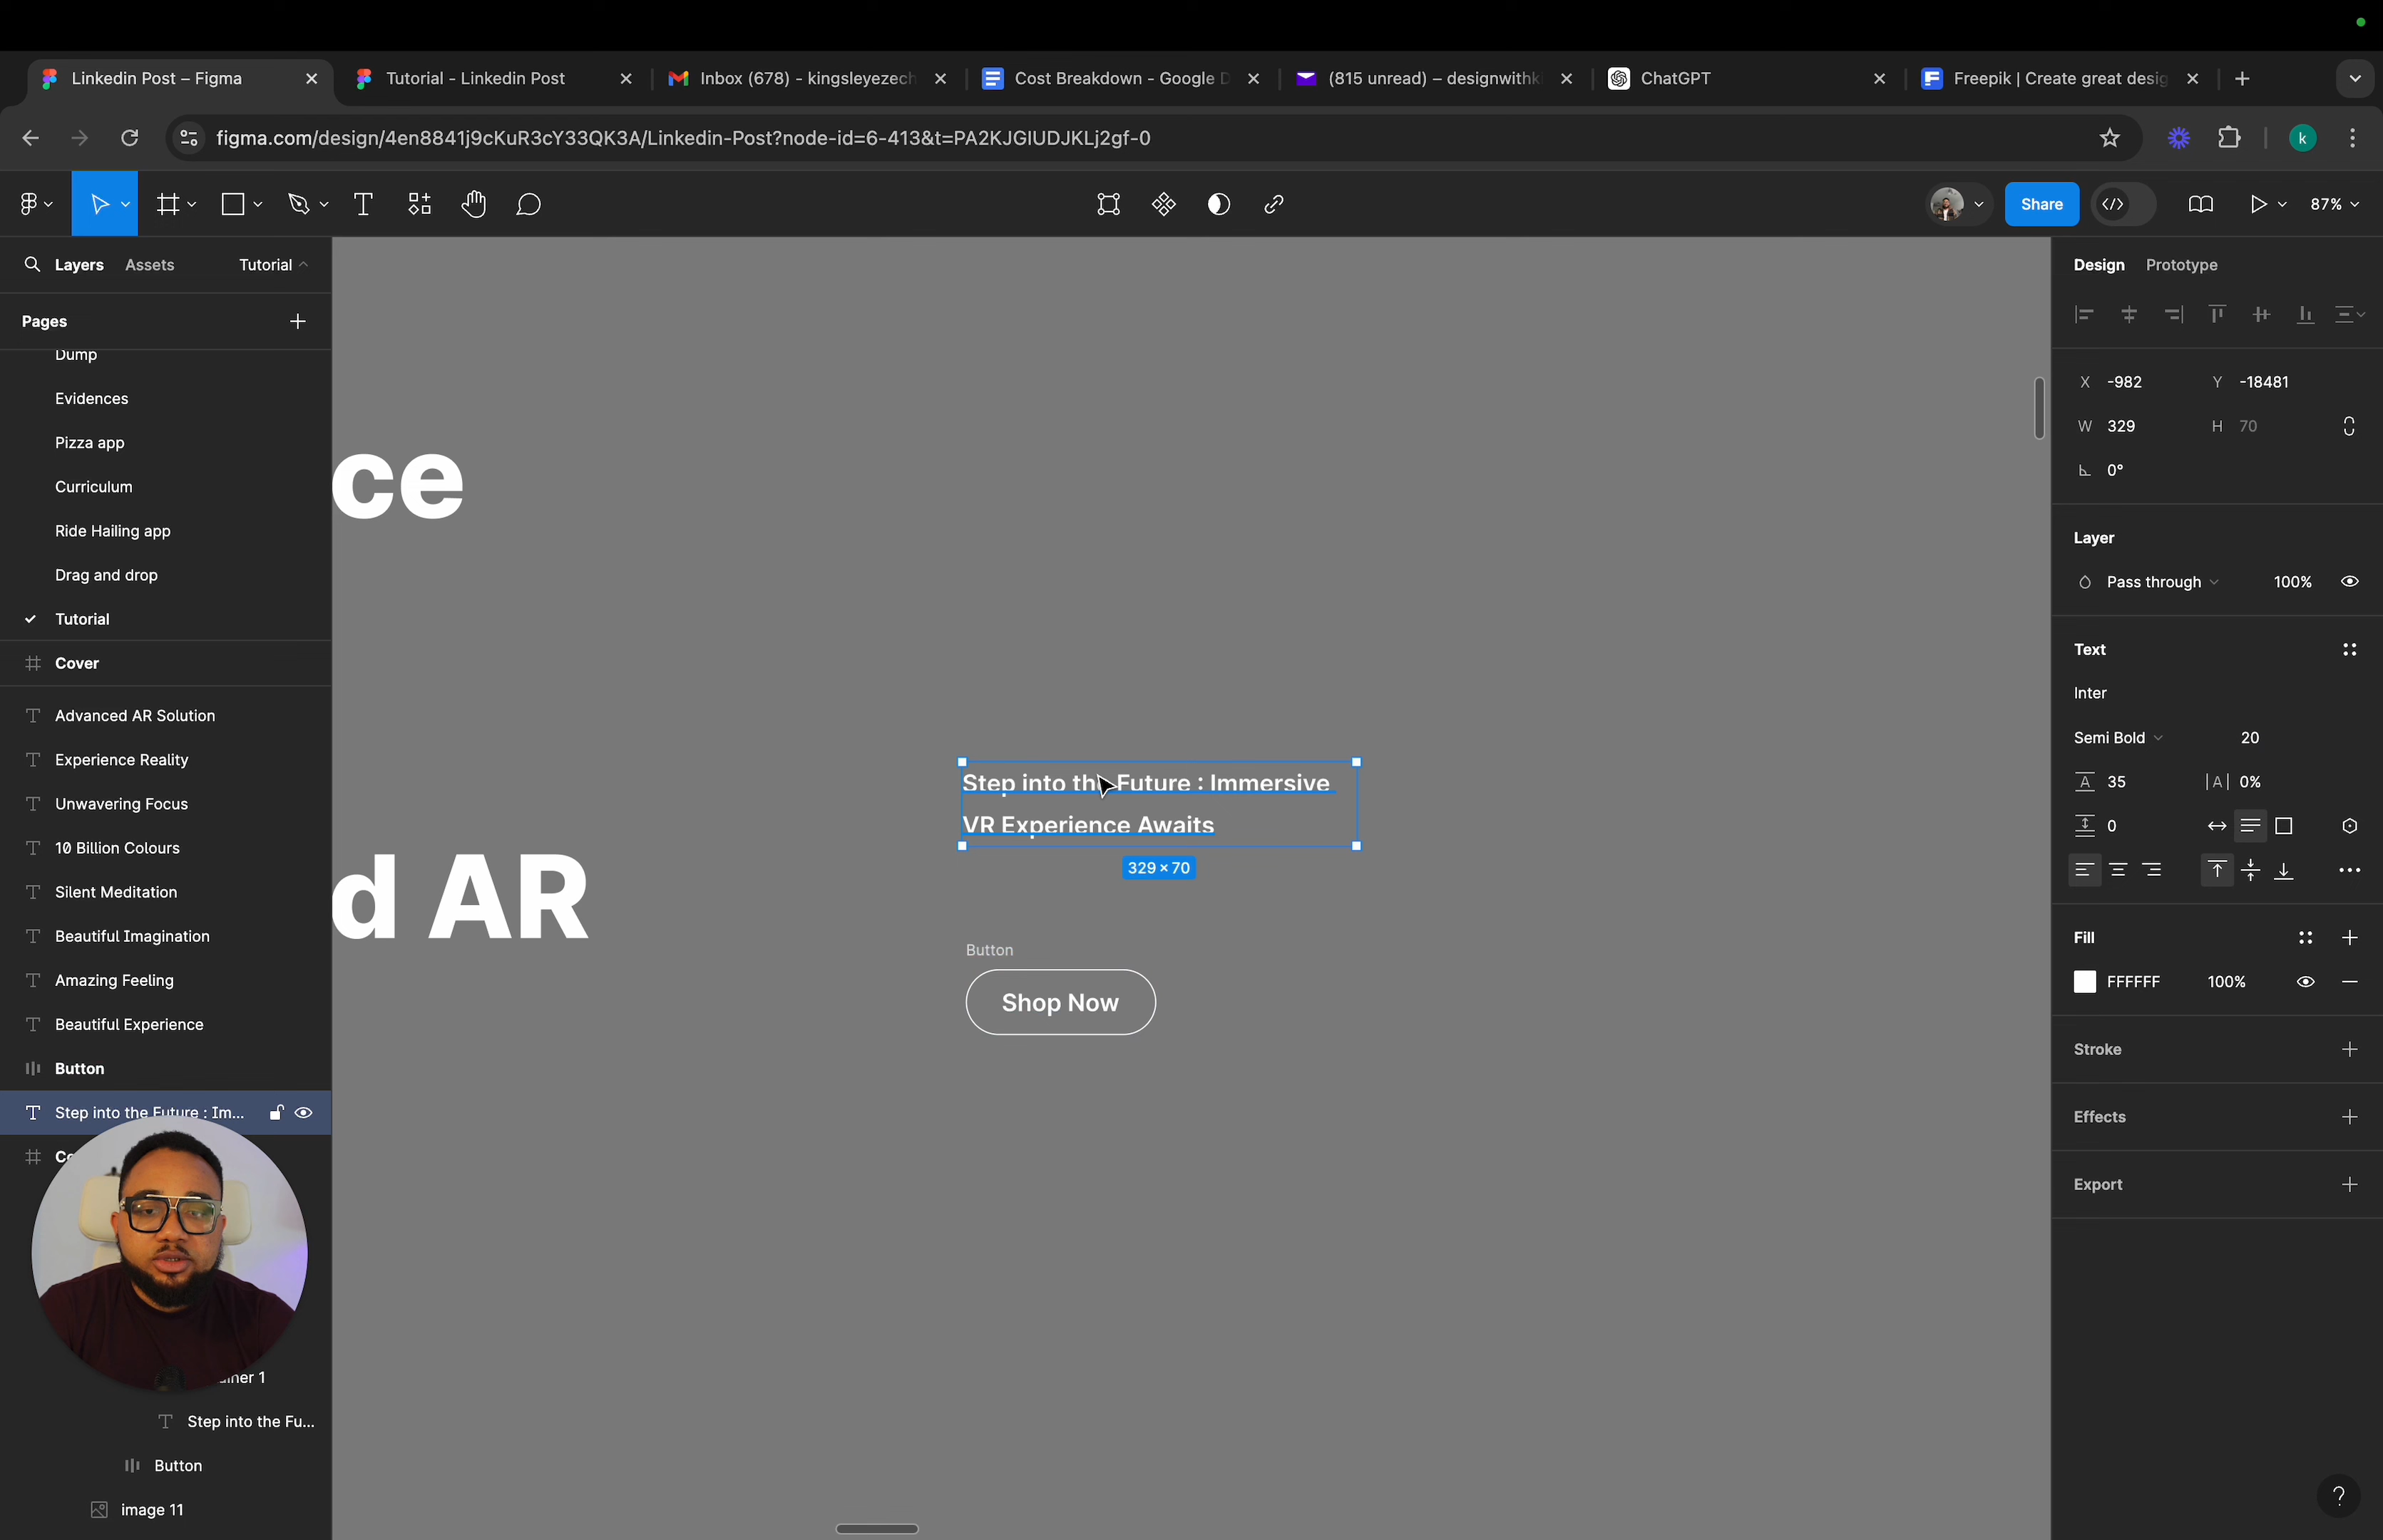 Linkedin Post – Figma
Tutorial - Linkedin Post
Inbox (678) - kingsleyezech
Cost Breakdown - Google D
(815 unread) – designwithki
ChatGPT
Freepik | Create great desig
figma.com/design/4en8841j9cKuR3cY33QK3A/Linkedin-Post?node-id=6-413&t=PA2KJGIUDJKLj2gf-0
k
Share
87%
Layers
Assets
Tutorial
Pages
Dump
Evidences
Pizza app
Curriculum
Ride Hailing app
Drag and drop
Tutorial
Cover
Advanced AR Solution
Experience Reality
Unwavering Focus
10 Billion Colours
Silent Meditation
Beautiful Imagination
Amazing Feeling
Beautiful Experience
Button
Step into the Future : Im...
Step into the Fu...
Button
image 11
ce
d AR
Step into the Future : Immersive
VR Experience Awaits
329 × 70
Button
Shop Now
Design
Prototype
X -982
Y -18481
W 329
H 70
0°
Layer
Pass through
100%
Text
Inter
Semi Bold
20
35
0%
0
Fill
FFFFFF
100%
Stroke
Effects
Export
?